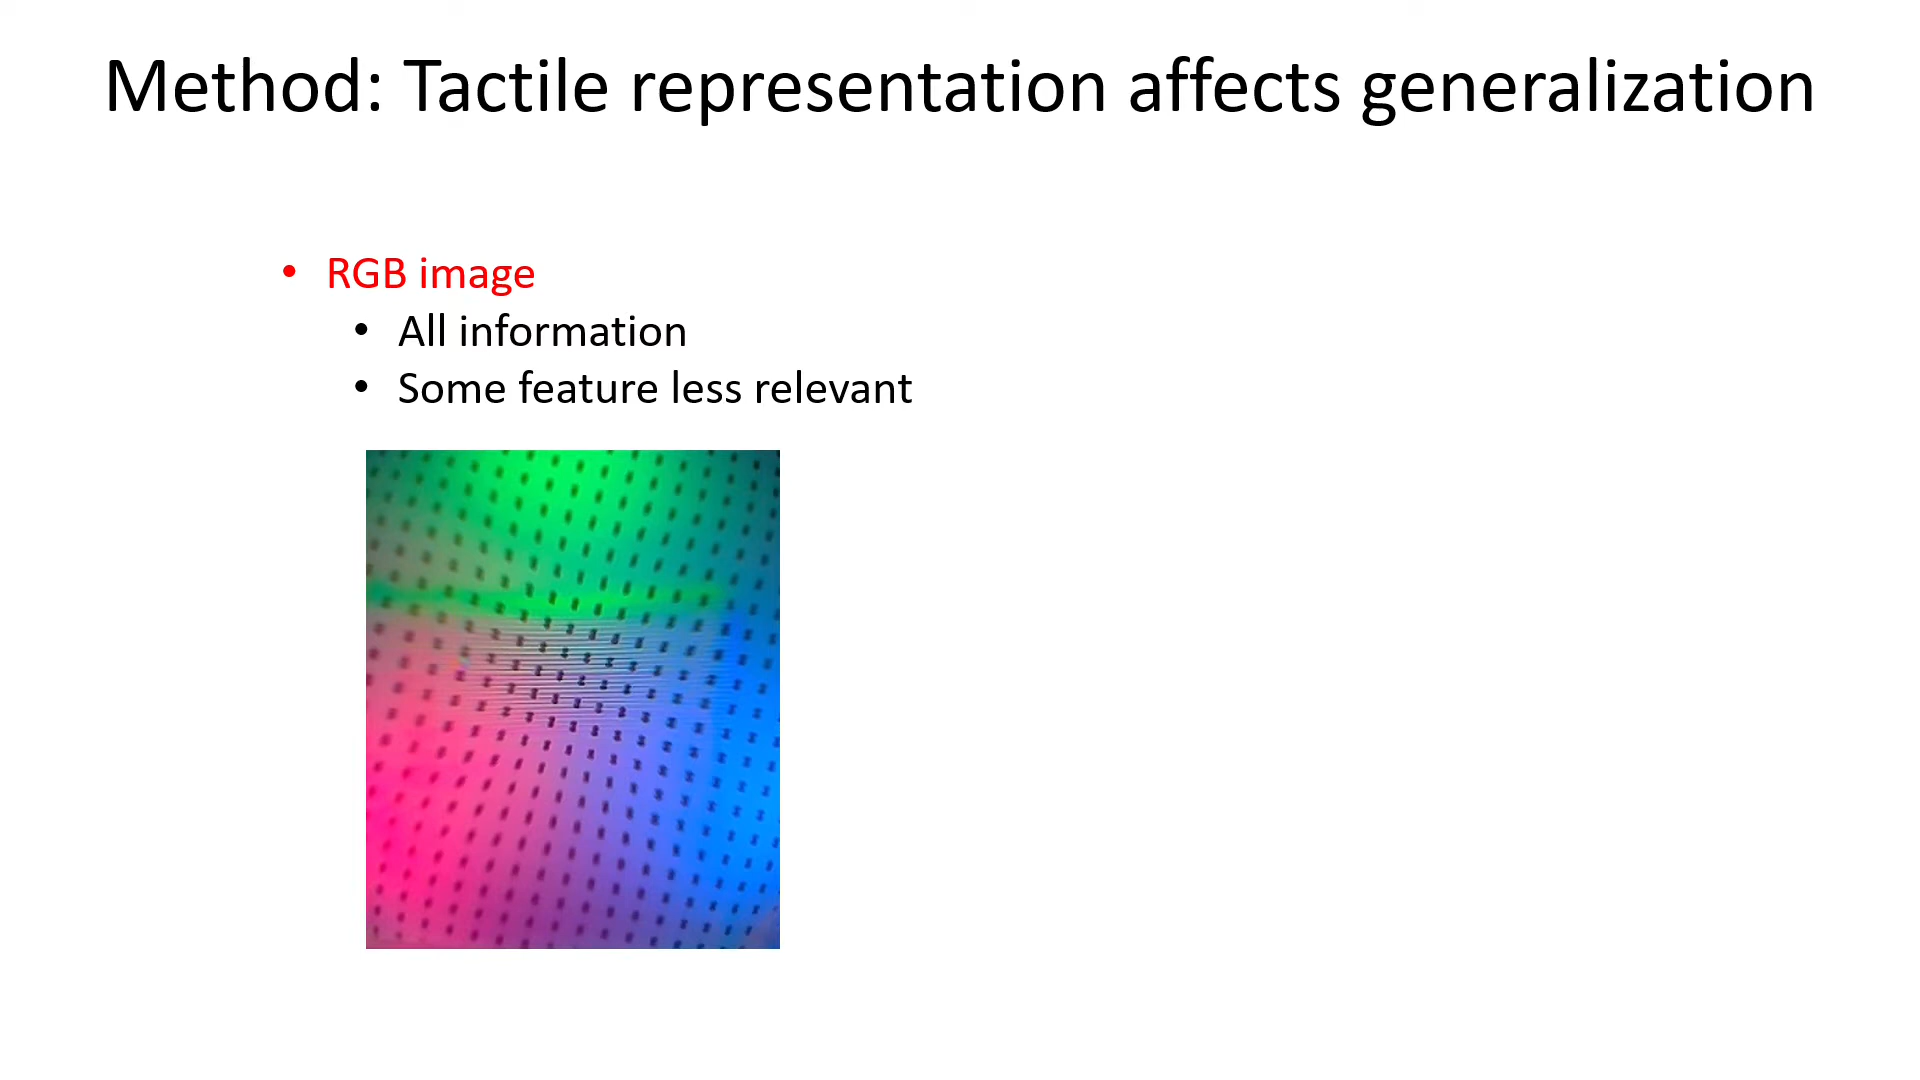 Method: Tactile representation affects generalization
• RGB image
• All information
• Some feature less relevant